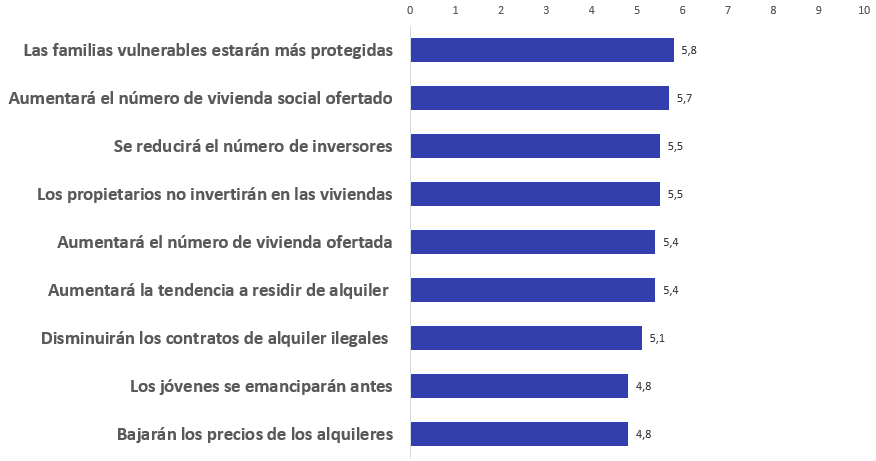 0 1 2 3 4 5 6 7 8 9 10
Las familias vulnerables estarán más protegidas 5,8
Aumentará el número de vivienda social ofertado 5,7
Se reducirá el número de inversores 5,5
Los propietarios no invertirán en las viviendas 5,5
Aumentará el número de vivienda ofertada 5,4
Aumentará la tendencia a residir de alquiler 5,4
Disminuirán los contratos de alquiler ilegales 5,1
Los jóvenes se emanciparán antes 4,8
Bajarán los precios de los alquileres 4,8